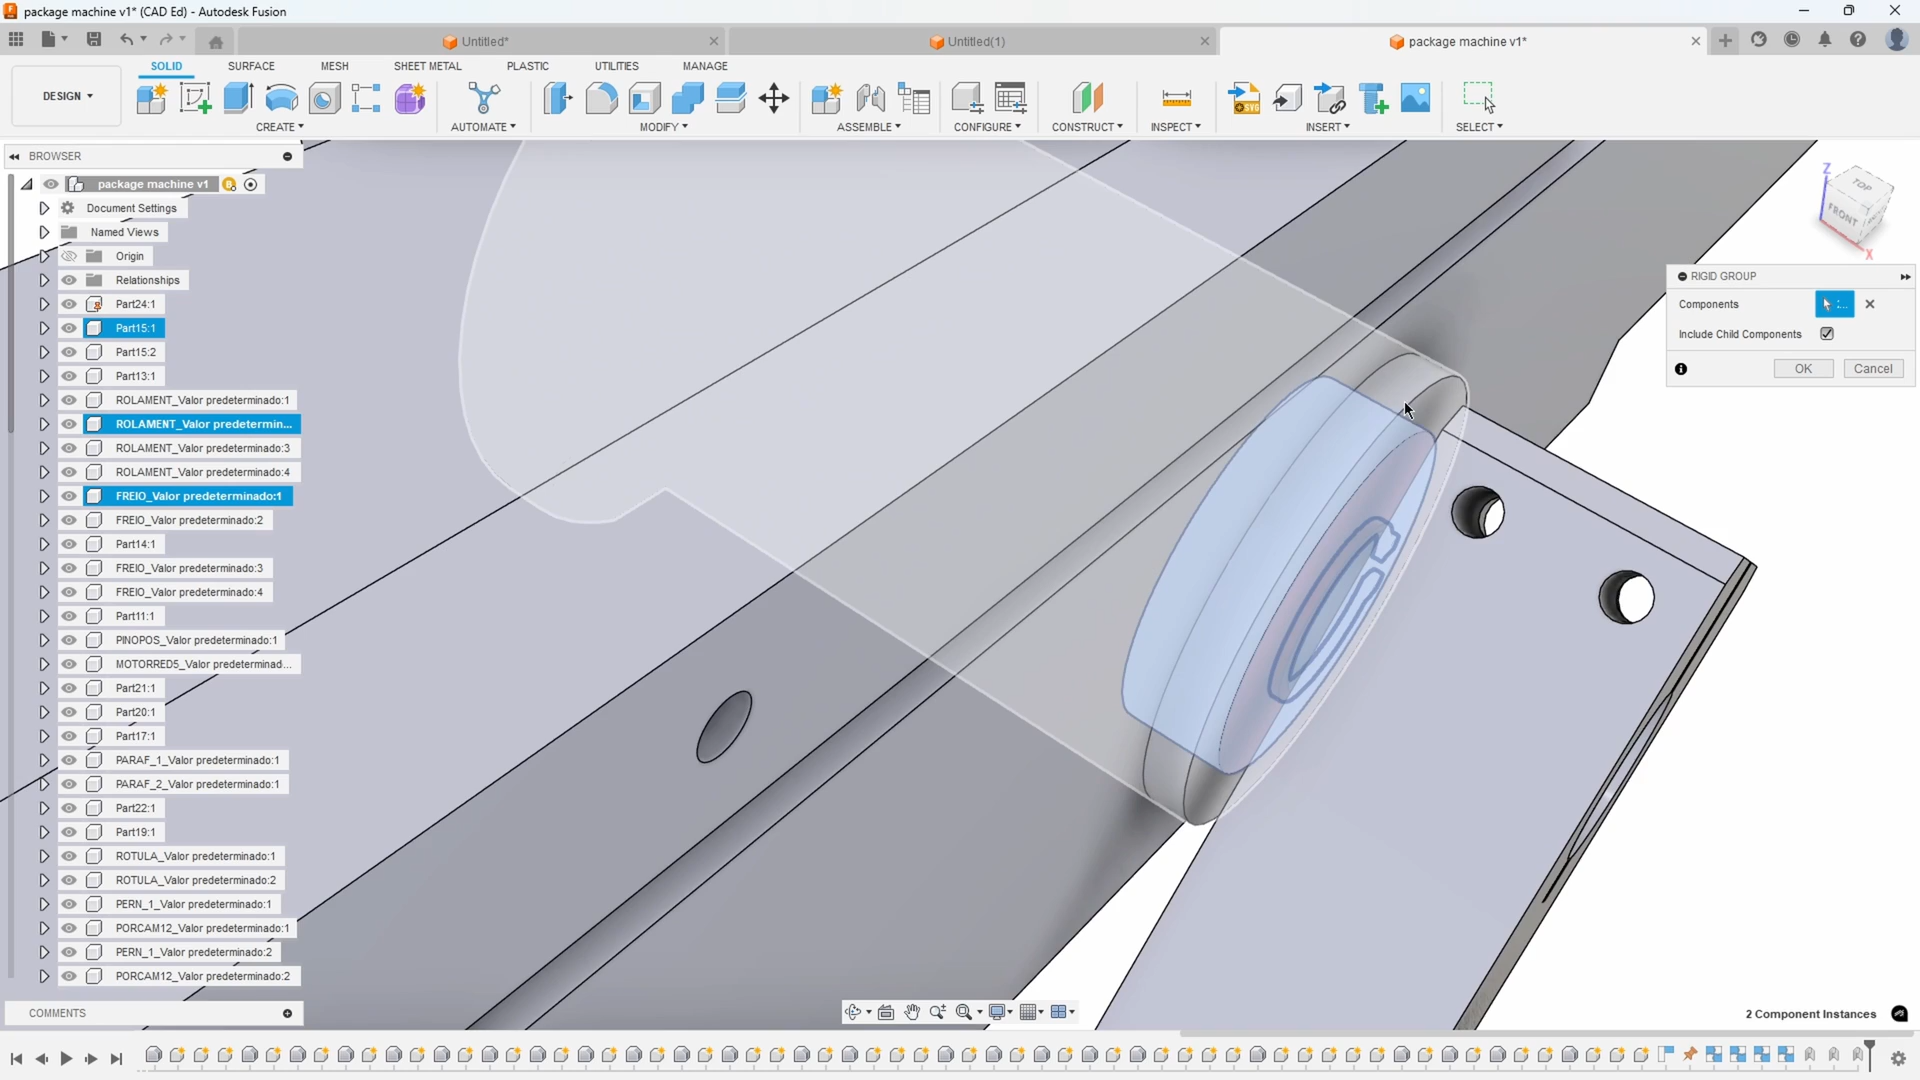 package machine v1* (CAD Ed) - Autodesk Fusion
Untitled*
Untitled(1)
package machine v1*
SOLID SURFACE MESH SHEET METAL PLASTIC UTILITIES MANAGE
DESIGN
CREATE AUTOMATE MODIFY ASSEMBLE CONFIGURE CONSTRUCT INSPECT INSERT SELECT
SVG
BROWSER
package machine v1
Document Settings
Named Views
Origin
Relationships
Part24:1
Part15:1
Part15:2
Part13:1
ROLAMENT_Valor predeterminado:1
ROLAMENT_Valor predetermin...
ROLAMENT_Valor predeterminado:3
ROLAMENT_Valor predeterminado:4
FREIO_Valor predeterminado:1
FREIO_Valor predeterminado:2
Part14:1
FREIO_Valor predeterminado:3
FREIO_Valor predeterminado:4
Part11:1
PINOPOS_Valor predeterminado:1
MOTORRED5_Valor predeterminad...
Part21:1
Part20:1
Part17:1
PARAF_1_Valor predeterminado:1
PARAF_2_Valor predeterminado:1
Part22:1
Part19:1
ROTULA_Valor predeterminado:1
ROTULA_Valor predeterminado:2
PERN_1_Valor predeterminado:1
PORCAM12_Valor predeterminado:1
PERN_1_Valor predeterminado:2
PORCAM12_Valor predeterminado:2
COMMENTS
Z
TOP
FRONT
X
RIGID GROUP
Components
Include Child Components
OK Cancel
2 Component Instances